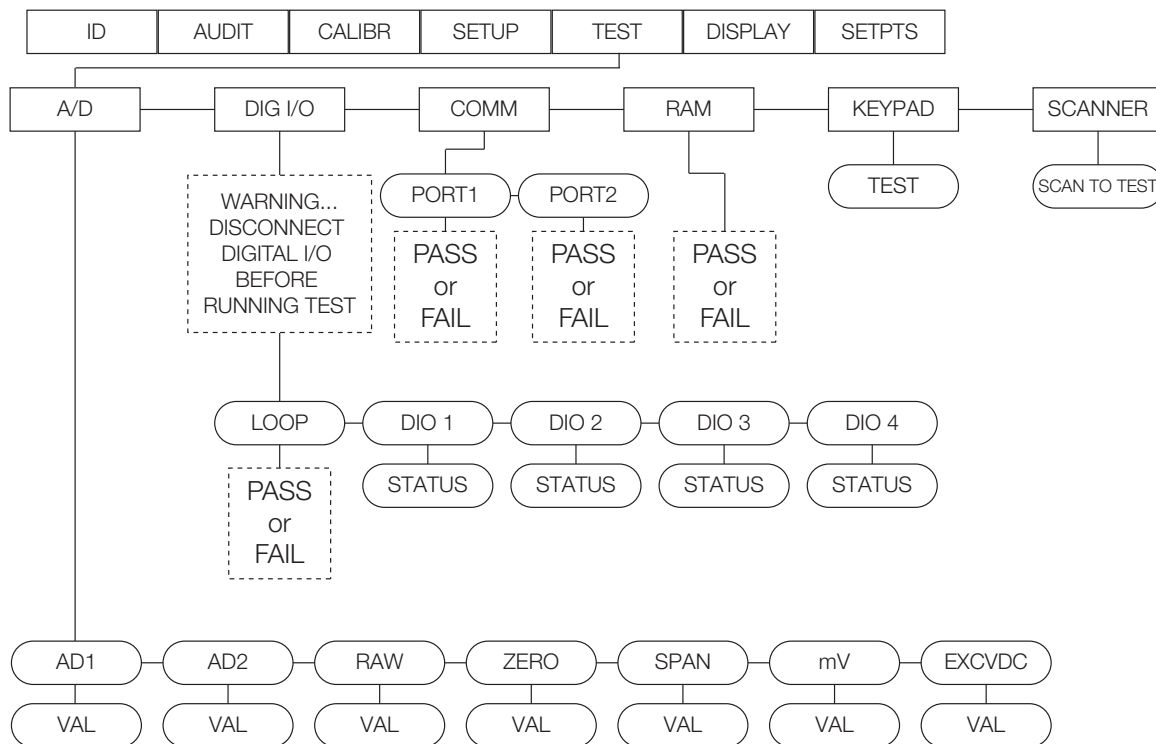 ID AUDIT CALIBR SETUP TEST DISPLAY SETPTS
A/D DIG I/O COMM RAM KEYPAD SCANNER
WARNING...
DISCONNECT
DIGITAL I/O
BEFORE
RUNNING TEST
PORT1 PORT2
TEST
SCAN TO TEST
PASS
or
FAIL
PASS
or
FAIL
PASS
or
FAIL
LOOP DIO 1 DIO 2 DIO 3 DIO 4
STATUS STATUS STATUS STATUS
PASS
or
FAIL
AD1 AD2 RAW ZERO SPAN mV EXCVDC
VAL VAL VAL VAL VAL VAL VAL